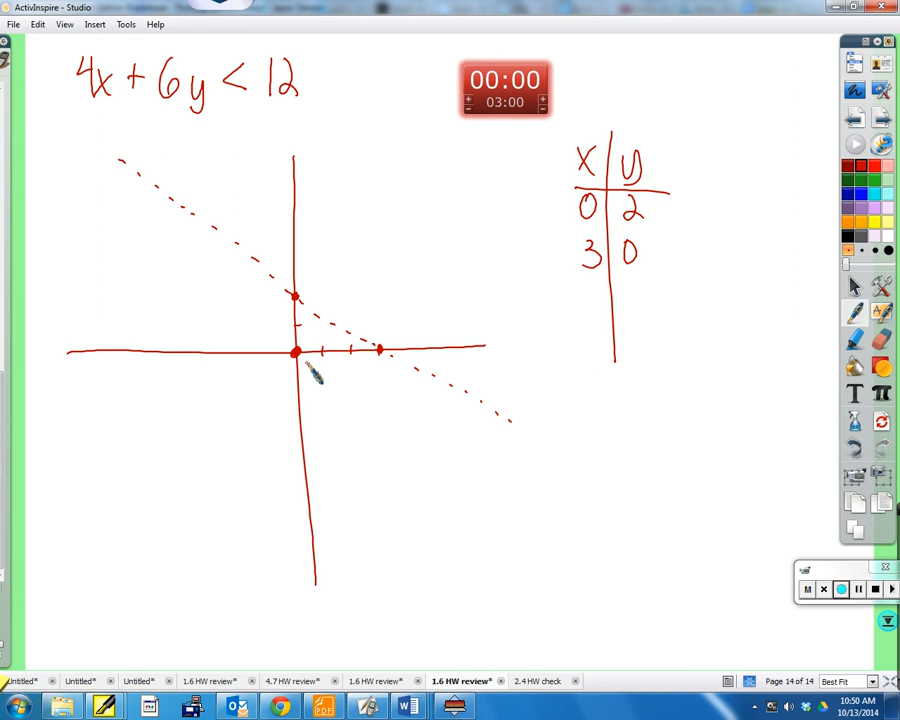 ActivInspire - Studio
File Edit View Insert Tools Help
4x + 6y < 12
00:00
03:00
x y
0 2
3 0
T π
M
Untitled* Untitled* Untitled* 1.6 HW review* 4.7 HW review* 1.6 HW review* 1.6 HW review* 2.4 HW check
Page 14 of 14 Best Fit
PDF
10:50 AM
10/13/2014